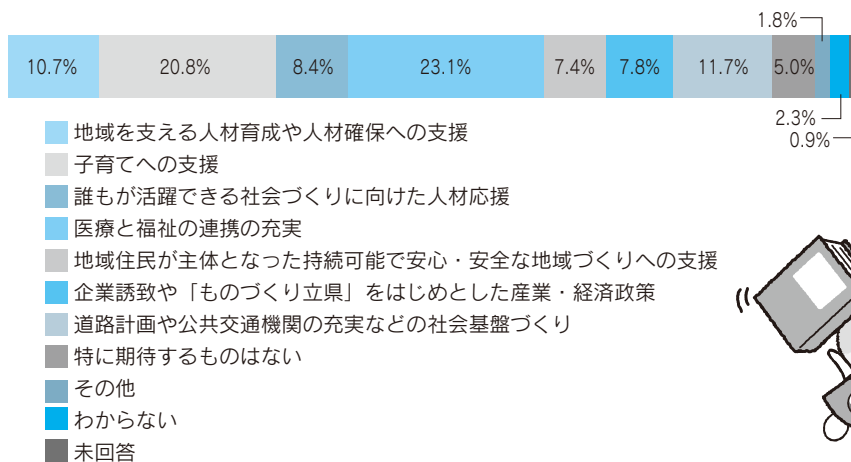 1.8%
10.7% 20.8% 8.4% 23.1% 7.4% 7.8% 11.7% 5.0%
2.3%
0.9%
地域を支える人材育成や人材確保への支援
子育てへの支援
誰もが活躍できる社会づくりに向けた人材応援
医療と福祉の連携の充実
地域住民が主体となった持続可能で安心・安全な地域づくりへの支援
企業誘致や「ものづくり立県」をはじめとした産業・経済政策
道路計画や公共交通機関の充実などの社会基盤づくり
特に期待するものはない
その他
わからない
未回答